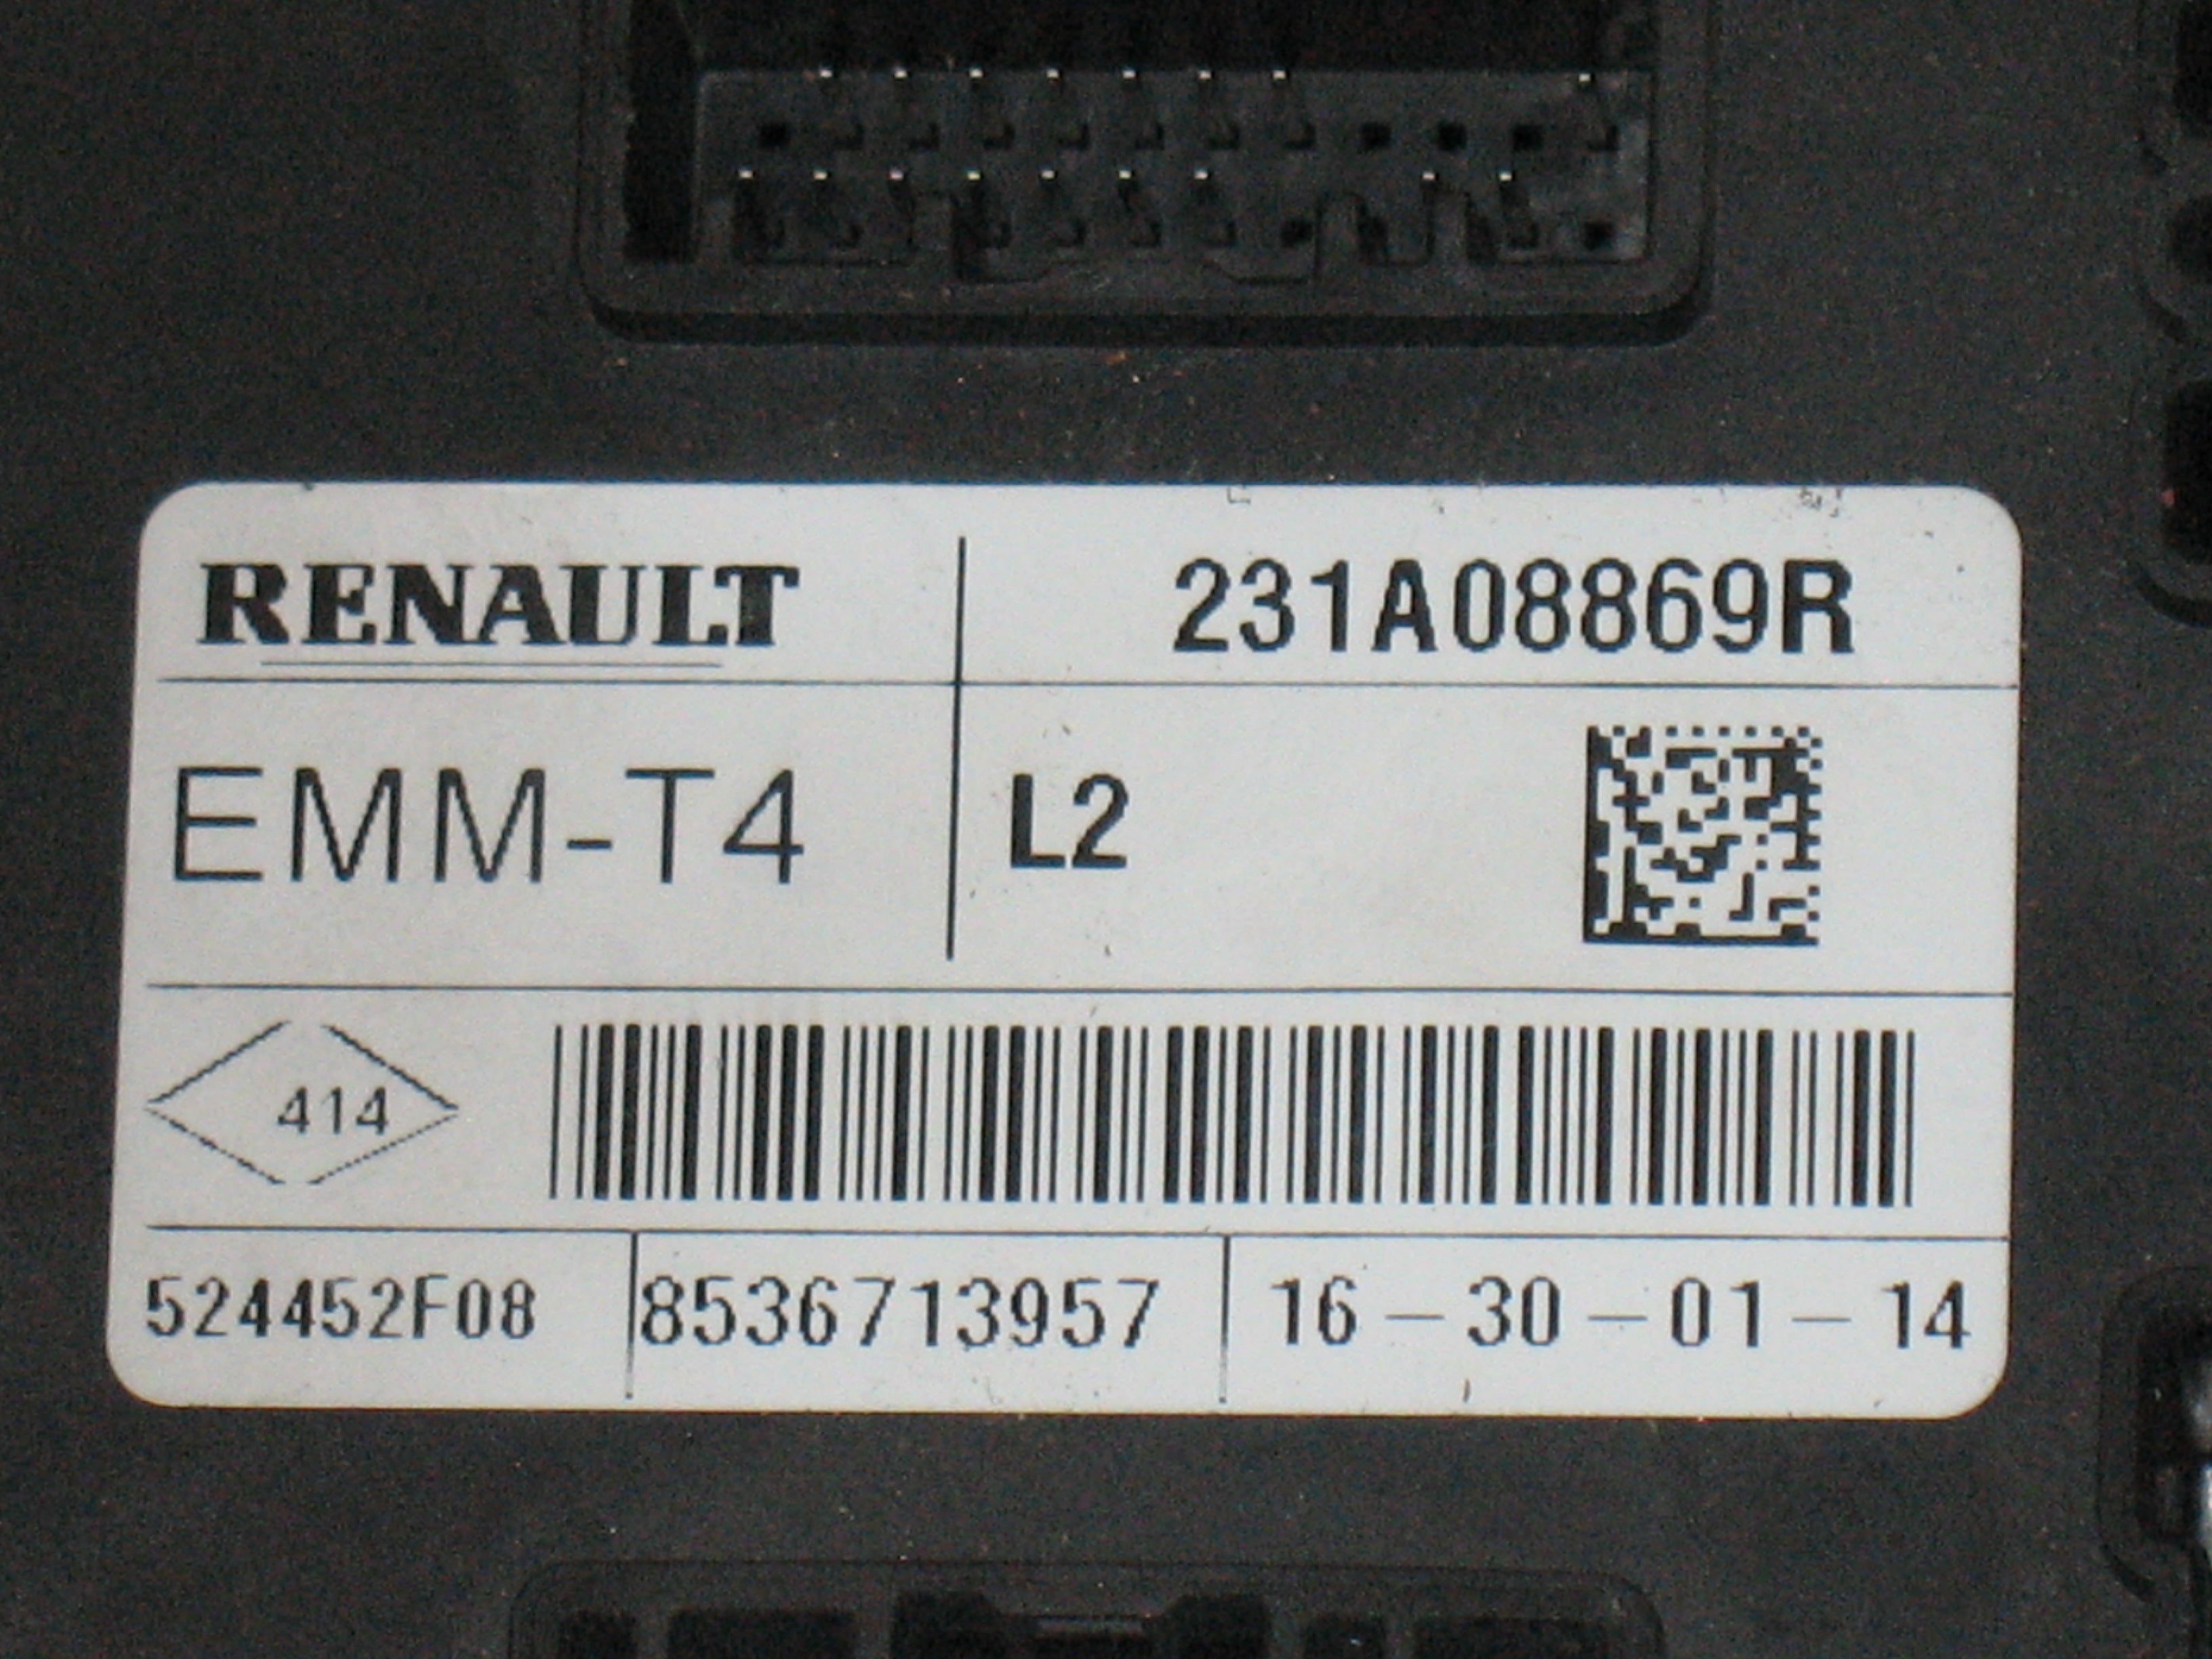 RENAULT 231A08869R
EMM-T4 L2
414
524452F08 8536713957 16-30-01-14